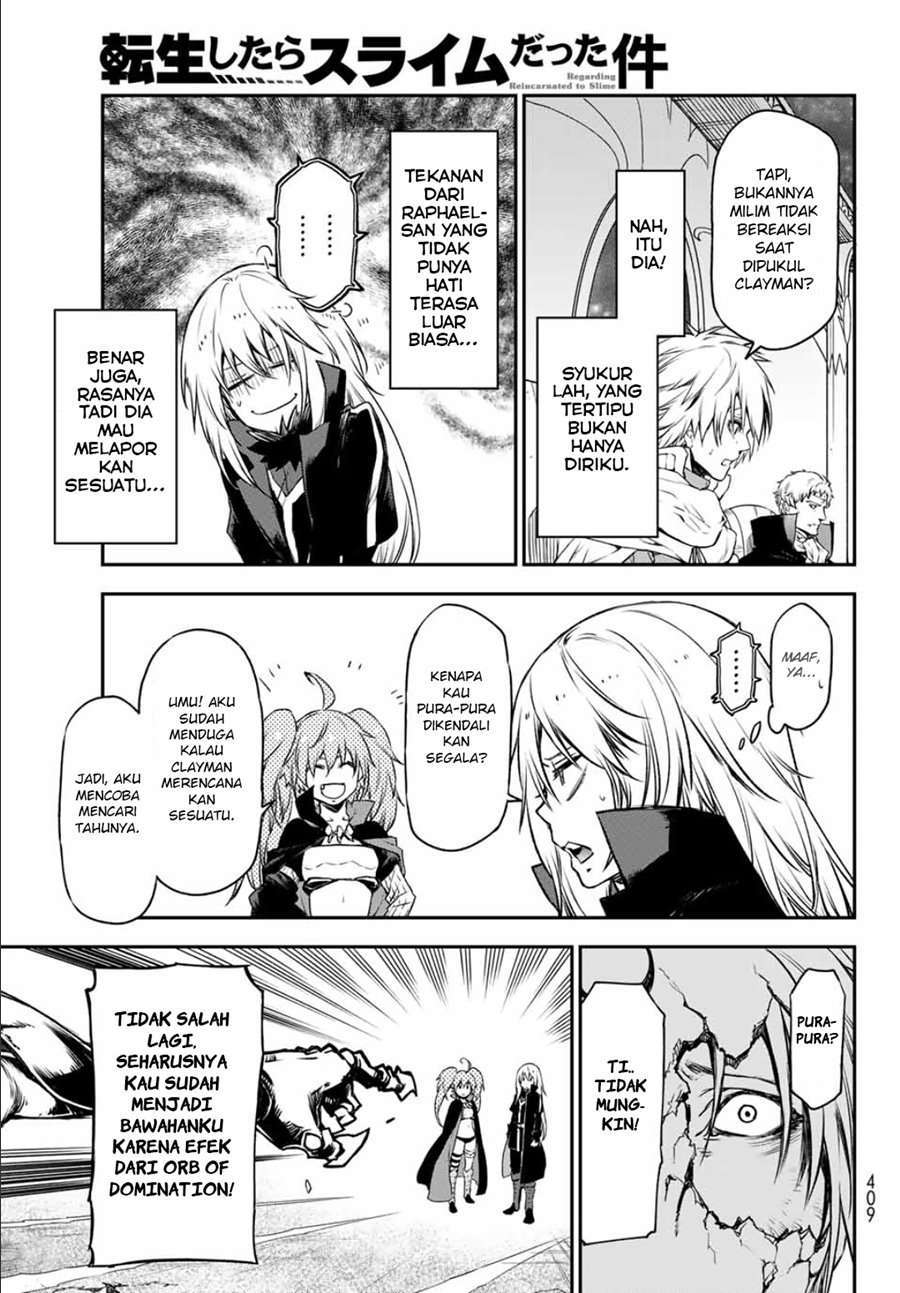 転生したらスライムだった件
Regarding
Reincarnated to Slime
TAPI,
BUKANNYA
MILIM TIDAK
BEREAKSI
SAAT
DIPUKUL
CLAYMAN?
NAH,
ITU
DIA!
SYUKUR
LAH, YANG
TERTIPU
BUKAN
HANYA
DIRIKU.
TEKANAN
DARI
RAPHAEL-
SAN YANG
TIDAK
PUNYA
HATI
TERASA
LUAR
BIASA...
BENAR
JUGA,
RASANYA
TADI DIA
MAU
MELAPOR
KAN
SESUATU...
MAAF,
YA...
KENAPA
KAU
PURA-PURA
DIKENDALI
KAN
SEGALA?
UMU! AKU
SUDAH
MENDUGA
KALAU
CLAYMAN
MERENCANA
KAN
SESUATU.
JADI, AKU
MENCOBA
MENCARI
TAHUNYA.
PURA-
PURA?
TI..
TIDAK
MUNG-
KIN!
TIDAK SALAH
LAGI,
SEHARUSNYA
KAU SUDAH
MENJADI
BAWAHANKU
KARENA EFEK
DARI ORB OF
DOMINATION!
409